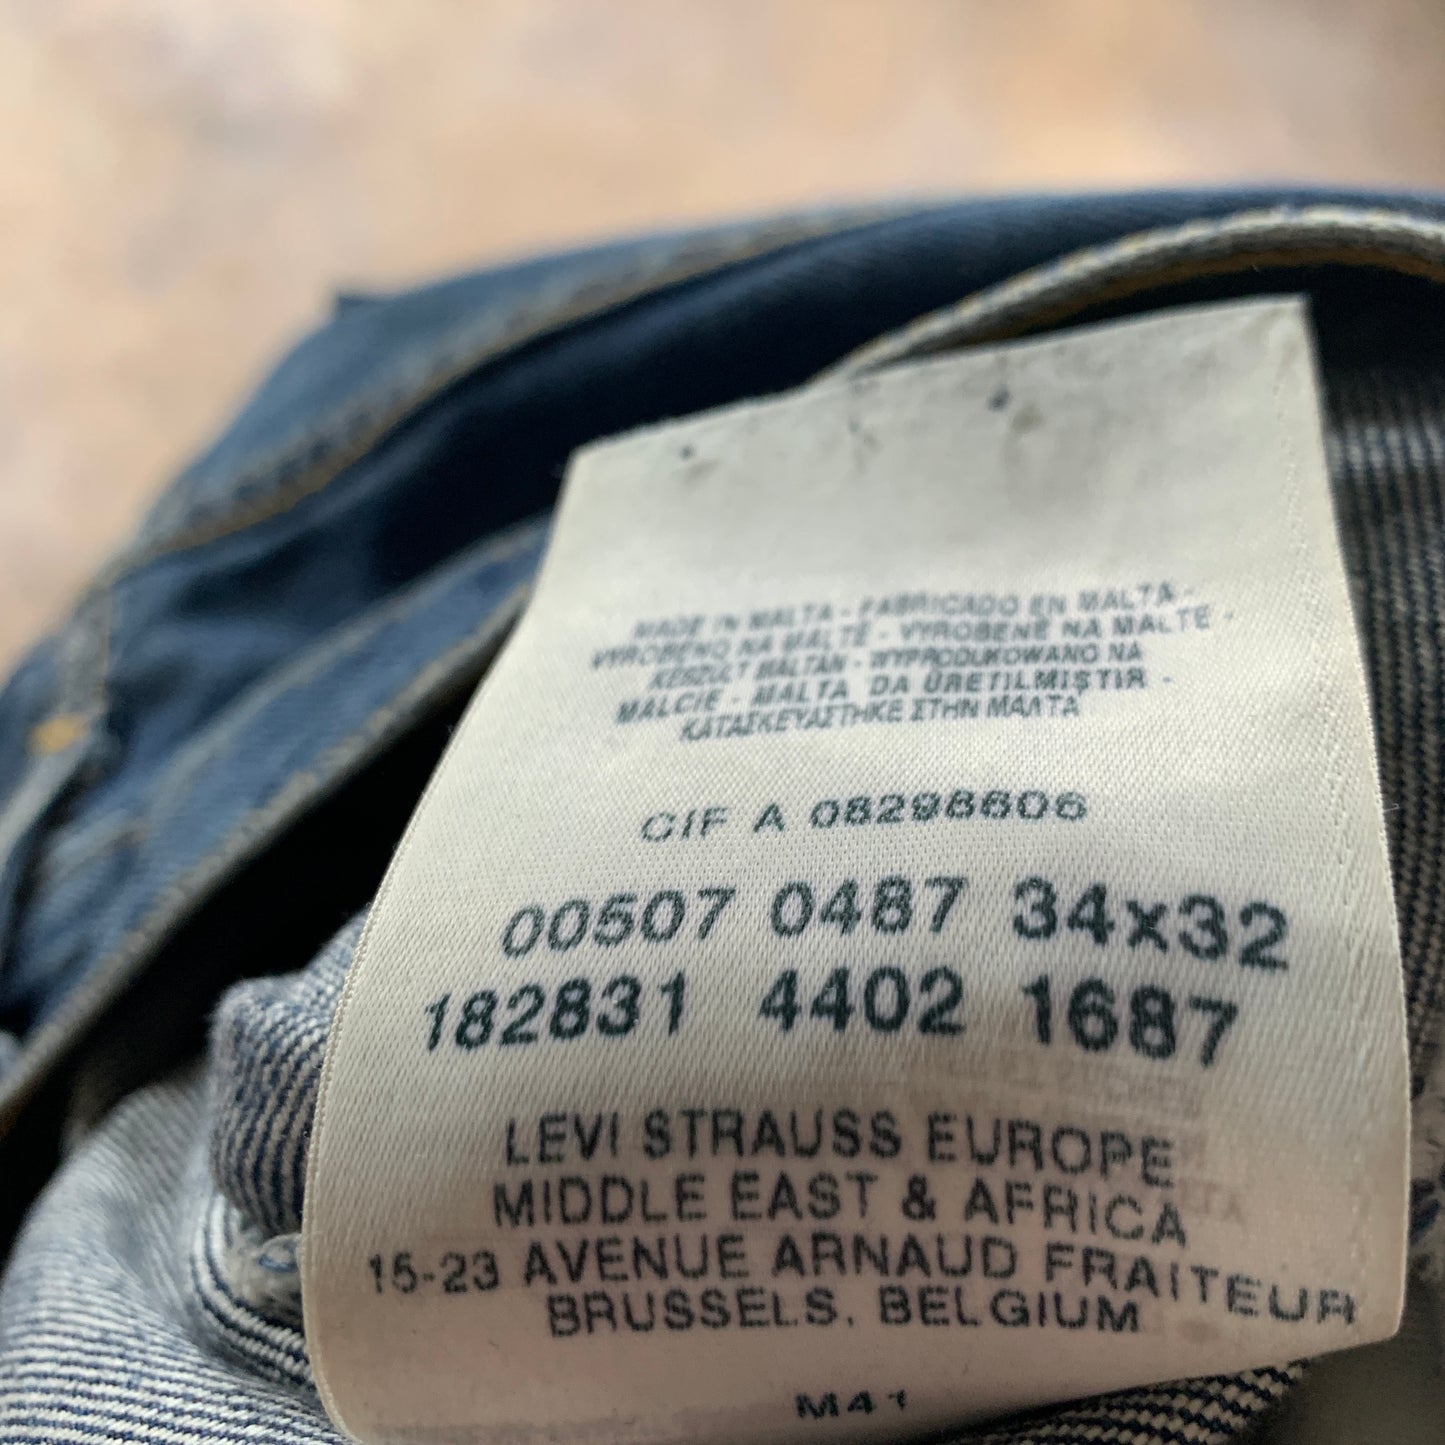 MADE IN MALTA - FABRICADO EN MALTA -
VYROBENO NA MALTĚ - VYROBENÉ NA MALTE -
KÉSZÜLT MÁLTÁN - WYPRODUKOWANO NA
MALCIE - MALTA DA ÜRETILMIŞTIR -
ΚΑΤΑΣΚΕΥΑΣΤΗΚΕ ΣΤΗΝ ΜΑΛΤΑ
CIF A 08298606
00507 0487 34x32
182831 4402 1687
LEVI STRAUSS EUROPE
MIDDLE EAST & AFRICA
15-23 AVENUE ARNAUD FRAITEUR
BRUSSELS. BELGIUM
M41